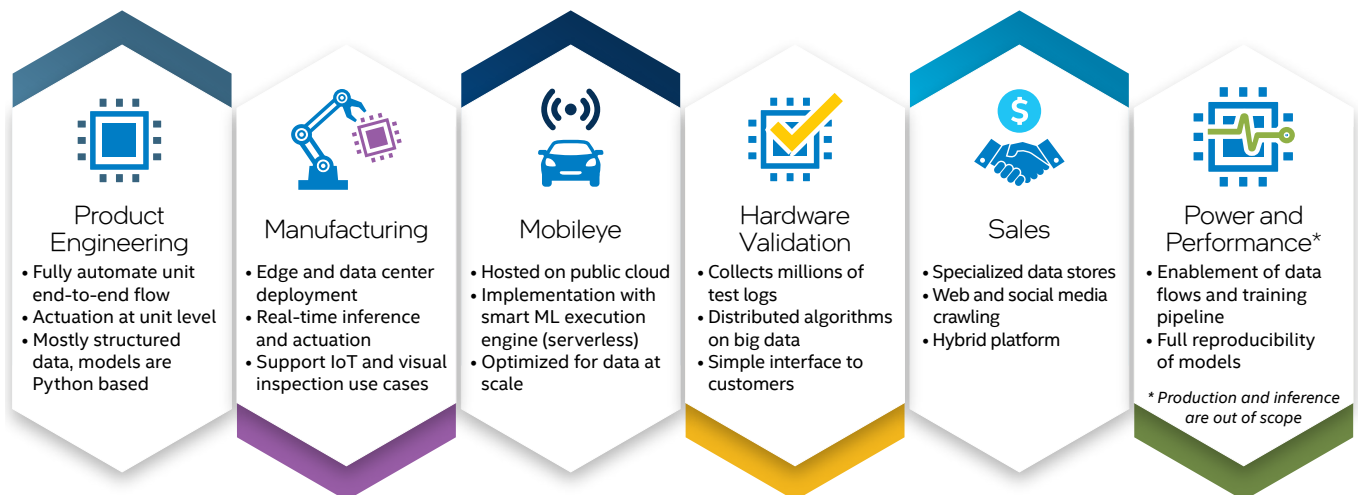 $
Product
Engineering
• Fully automate unit
end-to-end flow
• Actuation at unit level
• Mostly structured
data, models are
Python based
Manufacturing
• Edge and data center
deployment
• Real-time inference
and actuation
• Support IoT and visual
inspection use cases
Mobileye
• Hosted on public cloud
• Implementation with
smart ML execution
engine (serverless)
• Optimized for data at
scale
Hardware
Validation
• Collects millions of
test logs
• Distributed algorithms
on big data
• Simple interface to
customers
Sales
• Specialized data stores
• Web and social media
crawling
• Hybrid platform
Power and
Performance*
• Enablement of data
flows and training
pipeline
• Full reproducibility
of models
* Production and inference
are out of scope